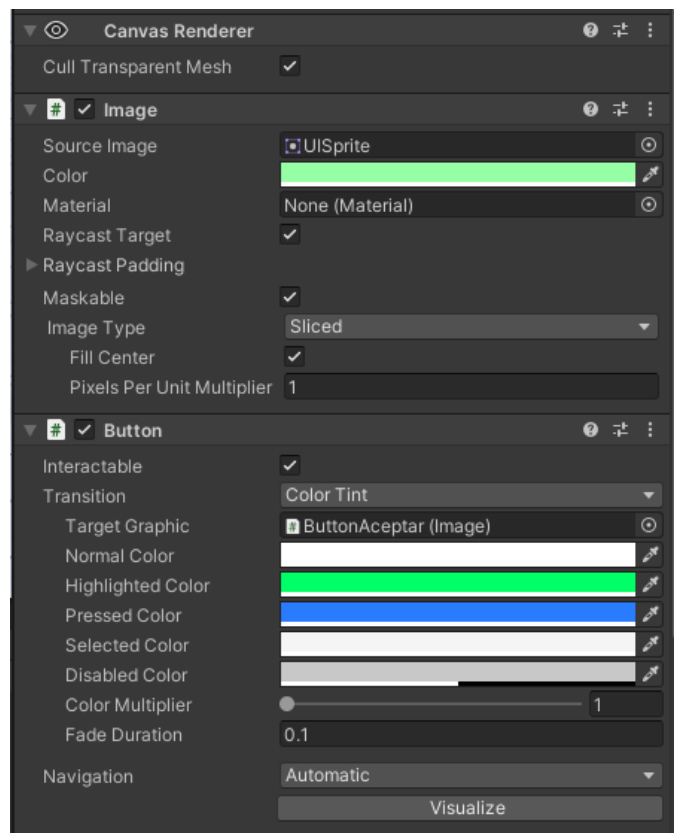 Canvas Renderer
Cull Transparent Mesh
# Image
Source Image UISprite
Color
Material None (Material)
Raycast Target
Raycast Padding
Maskable
Image Type Sliced
Fill Center
Pixels Per Unit Multiplier 1
# Button
Interactable
Transition Color Tint
Target Graphic # ButtonAceptar (Image)
Normal Color
Highlighted Color
Pressed Color
Selected Color
Disabled Color
Color Multiplier 1
Fade Duration 0.1
Navigation Automatic
Visualize